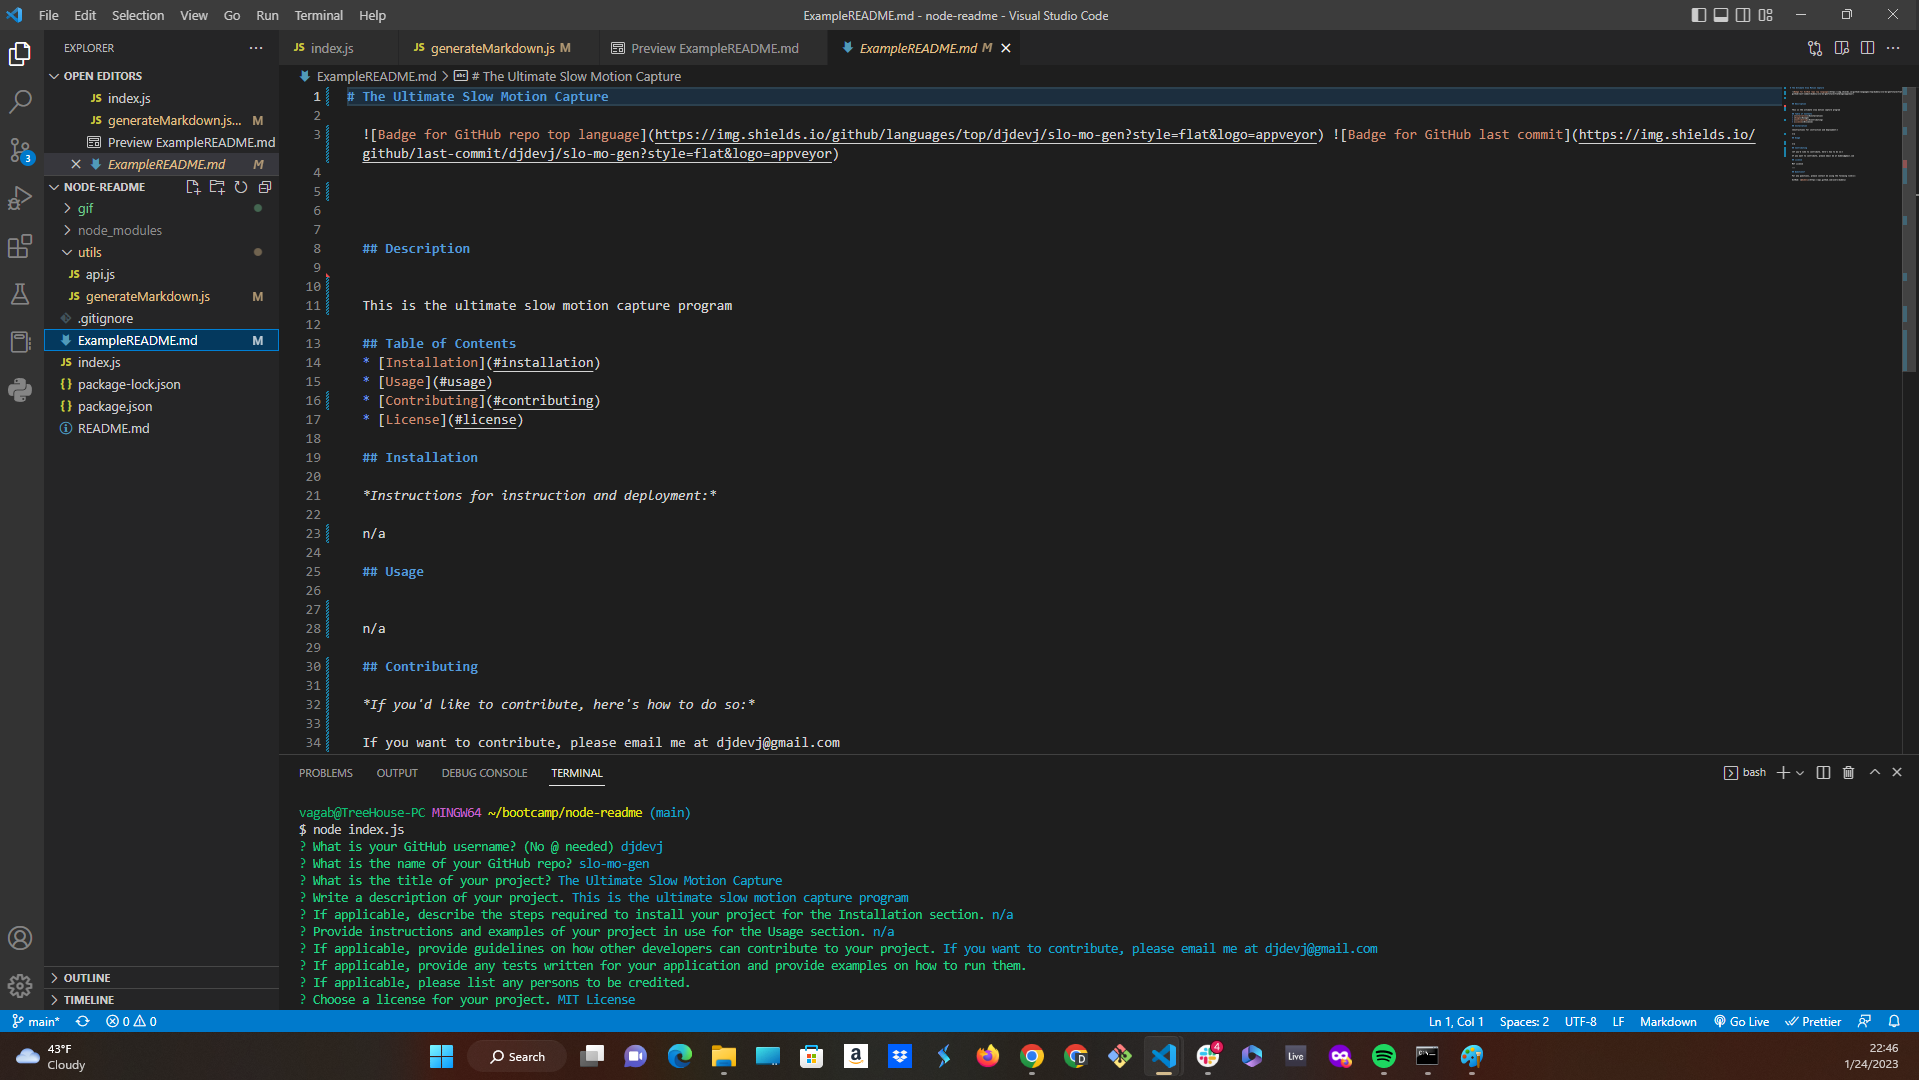 File Edit Selection View Go Run Terminal Help
ExampleREADME.md - node-readme - Visual Studio Code
EXPLORER
OPEN EDITORS
JS index.js
JS generateMarkdown.js... M
Preview ExampleREADME.md
ExampleREADME.md M
NODE-README
gif
node_modules
utils
JS api.js
JS generateMarkdown.js M
.gitignore
ExampleREADME.md M
JS index.js
{} package-lock.json
{} package.json
README.md
OUTLINE
TIMELINE
3
JS index.js
JS generateMarkdown.js M
Preview ExampleREADME.md
ExampleREADME.md M
ExampleREADME.md > # The Ultimate Slow Motion Capture
1 # The Ultimate Slow Motion Capture
2
3 ![Badge for GitHub repo top language](https://img.shields.io/github/languages/top/djdevj/slo-mo-gen?style=flat&logo=appveyor) ![Badge for GitHub last commit](https://img.shields.io/
github/last-commit/djdevj/slo-mo-gen?style=flat&logo=appveyor)
4
5
6
7
8 ## Description
9
10
11 This is the ultimate slow motion capture program
12
13 ## Table of Contents
14 * [Installation](#installation)
15 * [Usage](#usage)
16 * [Contributing](#contributing)
17 * [License](#license)
18
19 ## Installation
20
21 *Instructions for instruction and deployment:*
22
23 n/a
24
25 ## Usage
26
27
28 n/a
29
30 ## Contributing
31
32 *If you'd like to contribute, here's how to do so:*
33
34 If you want to contribute, please email me at djdevj@gmail.com
PROBLEMS OUTPUT DEBUG CONSOLE TERMINAL
bash
vagab@TreeHouse-PC MINGW64 ~/bootcamp/node-readme (main)
$ node index.js
? What is your GitHub username? (No @ needed) djdevj
? What is the name of your GitHub repo? slo-mo-gen
? What is the title of your project? The Ultimate Slow Motion Capture
? Write a description of your project. This is the ultimate slow motion capture program
? If applicable, describe the steps required to install your project for the Installation section. n/a
? Provide instructions and examples of your project in use for the Usage section. n/a
? If applicable, provide guidelines on how other developers can contribute to your project. If you want to contribute, please email me at djdevj@gmail.com
? If applicable, provide any tests written for your application and provide examples on how to run them.
? If applicable, please list any persons to be credited.
? Choose a license for your project. MIT License
main* 0 0
Ln 1, Col 1 Spaces: 2 UTF-8 LF Markdown Go Live Prettier
43°F
Cloudy
Search
a
D
4
Live
22:46
1/24/2023